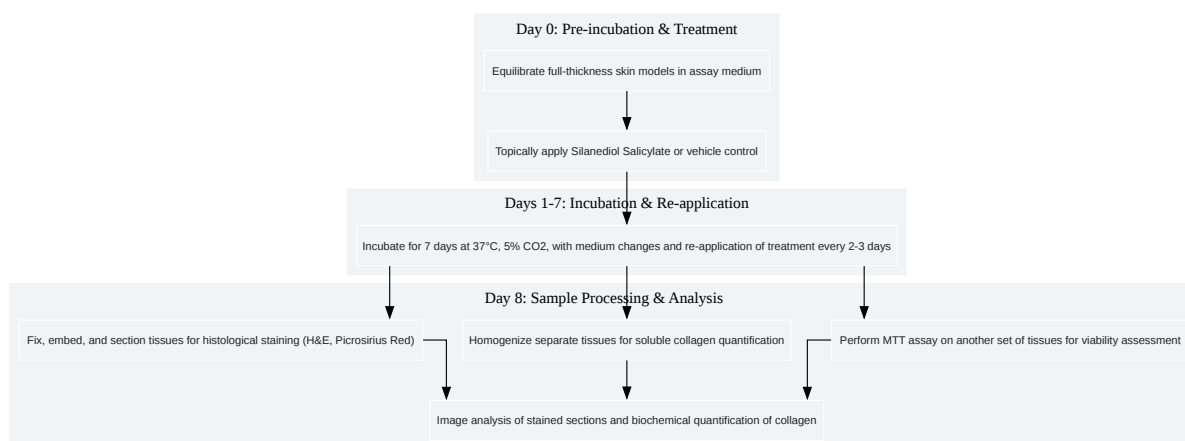 Day 0: Pre-incubation & Treatment
Equilibrate full-thickness skin models in assay medium
Topically apply Silanediol Salicylate or vehicle control
Days 1-7: Incubation & Re-application
Incubate for 7 days at 37°C, 5% CO2, with medium changes and re-application of treatment every 2-3 days
Day 8: Sample Processing & Analysis
Fix, embed, and section tissues for histological staining (H&E, Picrosirius Red)
Homogenize separate tissues for soluble collagen quantification
Perform MTT assay on another set of tissues for viability assessment
Image analysis of stained sections and biochemical quantification of collagen